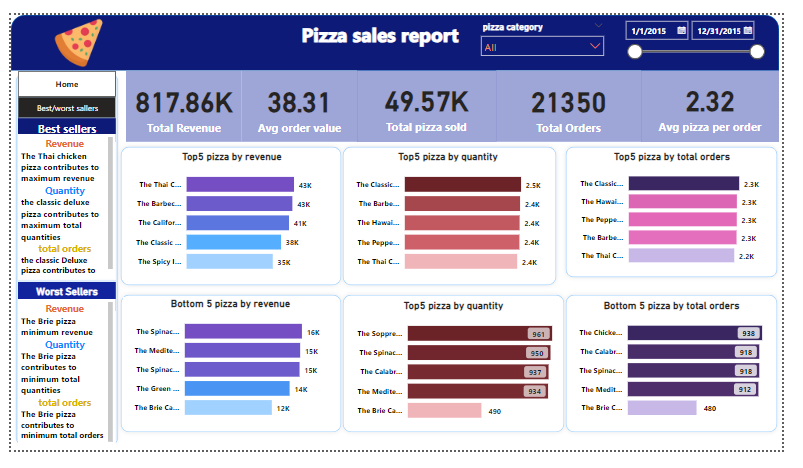 Pizza sales report
pizza category
All
1/1/2015
12/31/2015
Home
Best/worst sallers
Best sellers
Revenue
The Thai chicken
pizza contributes to
maximum revenue
Quantity
the classic deluxe
pizza contributes to
maximum total
quantities
total orders
the classic Deluxe
pizza contributes to
Worst Sellers
Revenue
The Brie pizza
minimum revenue
Quantity
The Brie pizza
contributes to
minimum total
quantities
total orders
The Brie pizza
contributes to
minimum total orders
817.86K
Total Revenue
38.31
Avg order value
49.57K
Total pizza sold
21350
Total Orders
2.32
Avg pizza per order
Top5 pizza by revenue
The Thai C... 43K
The Barbec... 43K
The Califor... 41K
The Classic ... 38K
The Spicy I... 35K
Top5 pizza by quantity
The Classic... 2.5K
The Barbe... 2.4K
The Hawai... 2.4K
The Peppe... 2.4K
The Thai C... 2.4K
Top5 pizza by total orders
The Classic... 2.3K
The Hawai... 2.3K
The Peppe... 2.3K
The Barbe... 2.3K
The Thai C... 2.2K
Bottom 5 pizza by revenue
The Spinac... 16K
The Medite... 15K
The Spinac... 15K
The Green ... 14K
The Brie Ca... 12K
Top5 pizza by quantity
The Soppre... 961
The Spinac... 950
The Calabr... 937
The Medite... 934
The Brie Ca... 490
Bottom 5 pizza by total orders
The Chicke... 938
The Calabr... 918
The Spinac... 918
The Medit... 912
The Brie C... 480